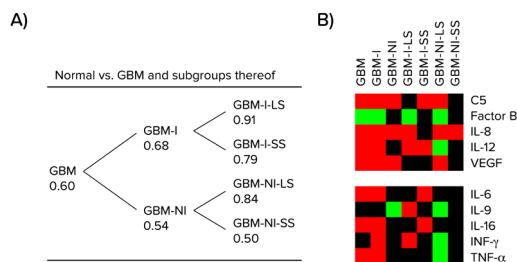 A)
Normal vs. GBM and subgroups thereof
GBM
0.60
GBM-I
0.68
GBM-NI
0.54
GBM-I-LS
0.91
GBM-I-SS
0.79
GBM-NI-LS
0.84
GBM-NI-SS
0.50
B)
GBM
GBM-I
GBM-NI
GBM-I-LS
GBM-I-SS
GBM-NI-LS
GBM-NI-SS
C5
Factor B
IL-8
IL-12
VEGF
IL-6
IL-9
IL-16
INF-γ
TNF-α